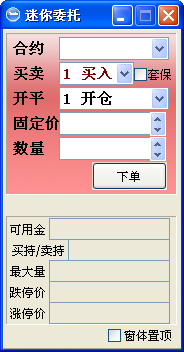 迷你委托
合约
买卖 1 买入 套保
开平 1 开仓
固定价
数量
下单
可用金
买持/卖持
最大量
跌停价
涨停价
窗体置顶